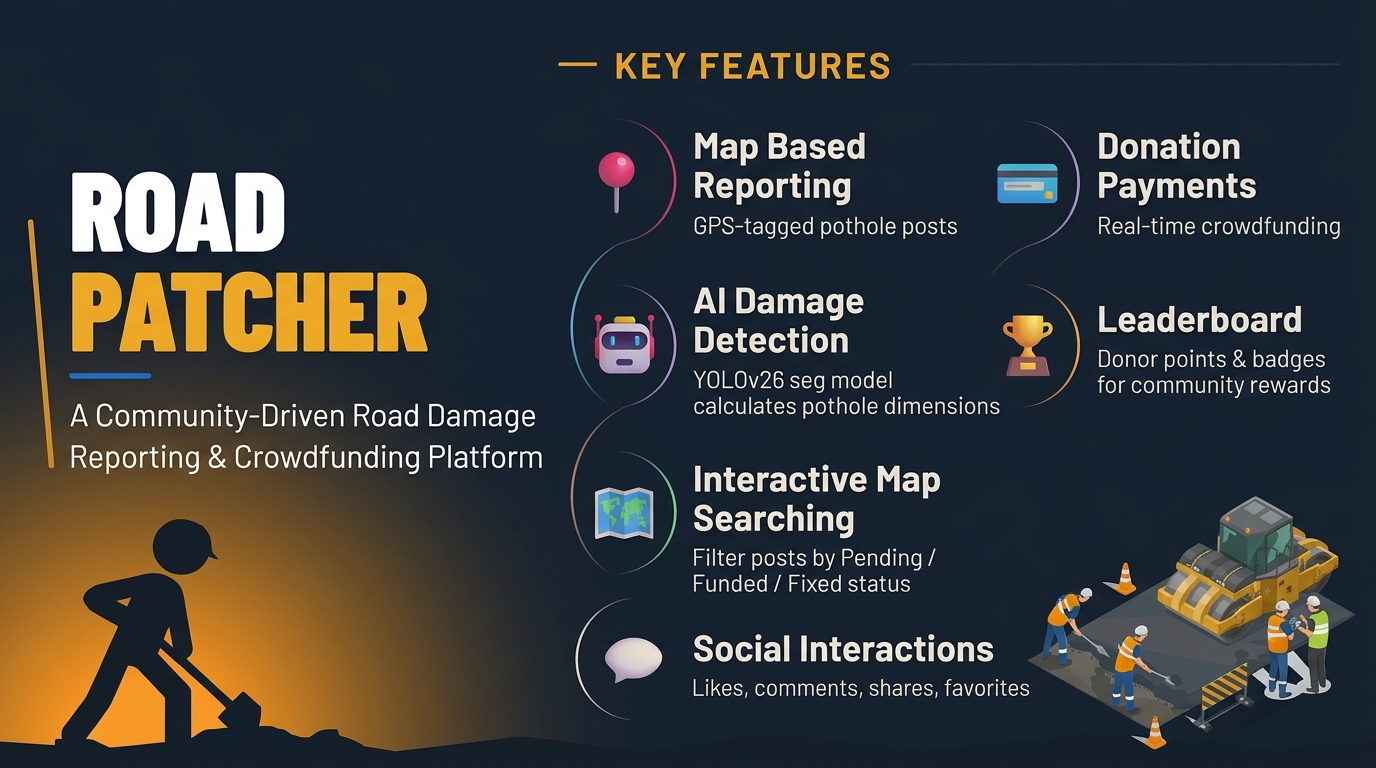 ROAD
PATCHER
A Community-Driven Road Damage
Reporting & Crowdfunding Platform
KEY FEATURES
Map Based
Reporting
GPS-tagged pothole posts
AI Damage
Detection
YOLOv26 seg model
calculates pothole dimensions
Interactive Map
Searching
Filter posts by Pending /
Funded / Fixed status
Social Interactions
Likes, comments, shares, favorites
Donation
Payments
Real-time crowdfunding
Leaderboard
Donor points & badges
for community rewards